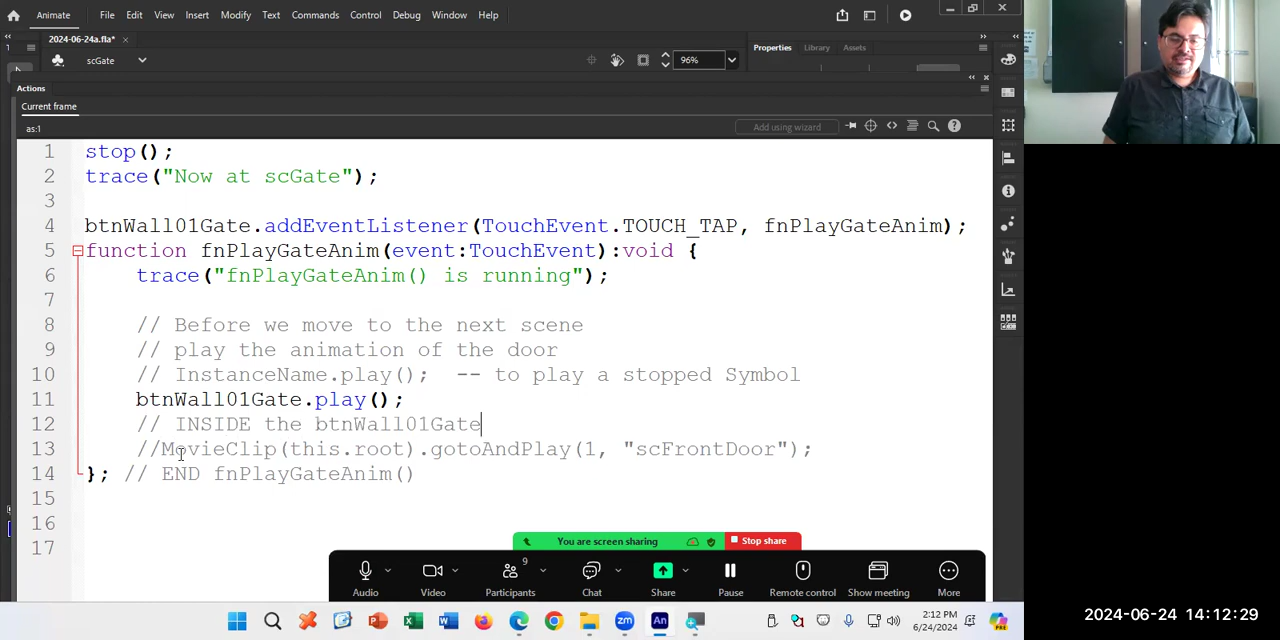 Animate File Edit View Insert Modify Text Commands Control Debug Window Help
2024-06-24a.fla* ×
scGate 96% Properties Library Assets
Actions
Current frame
as:1 Add using wizard
1 stop();
2 trace("Now at scGate");
3
4 btnWall01Gate.addEventListener(TouchEvent.TOUCH_TAP, fnPlayGateAnim);
5 function fnPlayGateAnim(event:TouchEvent):void {
6 trace("fnPlayGateAnim() is running");
7
8 // Before we move to the next scene
9 // play the animation of the door
10 // InstanceName.play(); -- to play a stopped Symbol
11 btnWall01Gate.play();
12 // INSIDE the btnWall01Gate
13 //MovieClip(this.root).gotoAndPlay(1, "scFrontDoor");
14 }; // END fnPlayGateAnim()
15
16
17
You are screen sharing Stop share
9
Audio Video Participants Chat Share Pause Remote control Show meeting More
2:12 PM
6/24/2024
2024-06-24 14:12:29